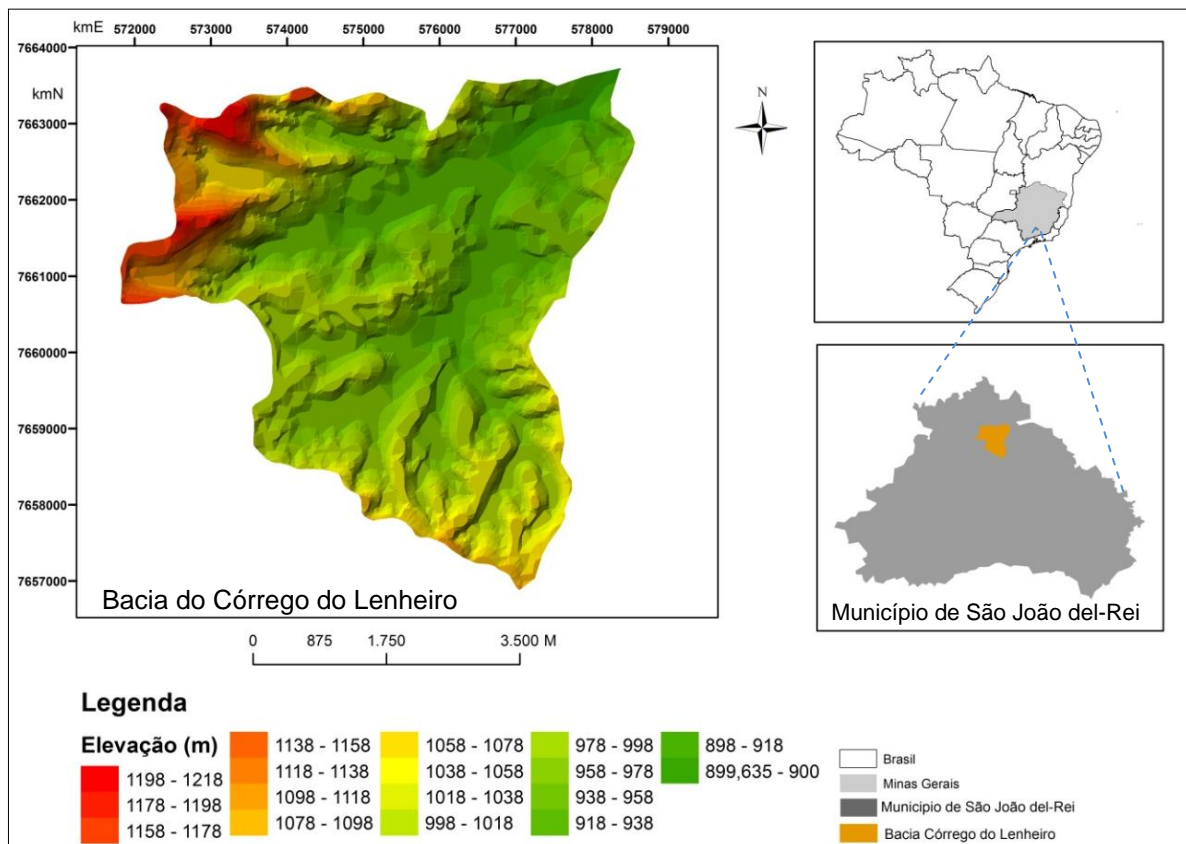 kmE
572000 573000 574000 575000 576000 577000 578000 579000
7664000
kmN
7663000
7662000
7661000
7660000
7659000
7658000
7657000
Bacia do Córrego do Lenheiro
0 875 1.750 3.500 M
Município de São João del-Rei
Legenda
Elevação (m)
1198 - 1218
1178 - 1198
1158 - 1178
1138 - 1158
1118 - 1138
1098 - 1118
1078 - 1098
1058 - 1078
1038 - 1058
1018 - 1038
998 - 1018
978 - 998
958 - 978
938 - 958
918 - 938
898 - 918
899,635 - 900
Brasil
Minas Gerais
Municipio de São João del-Rei
Bacia Córrego do Lenheiro